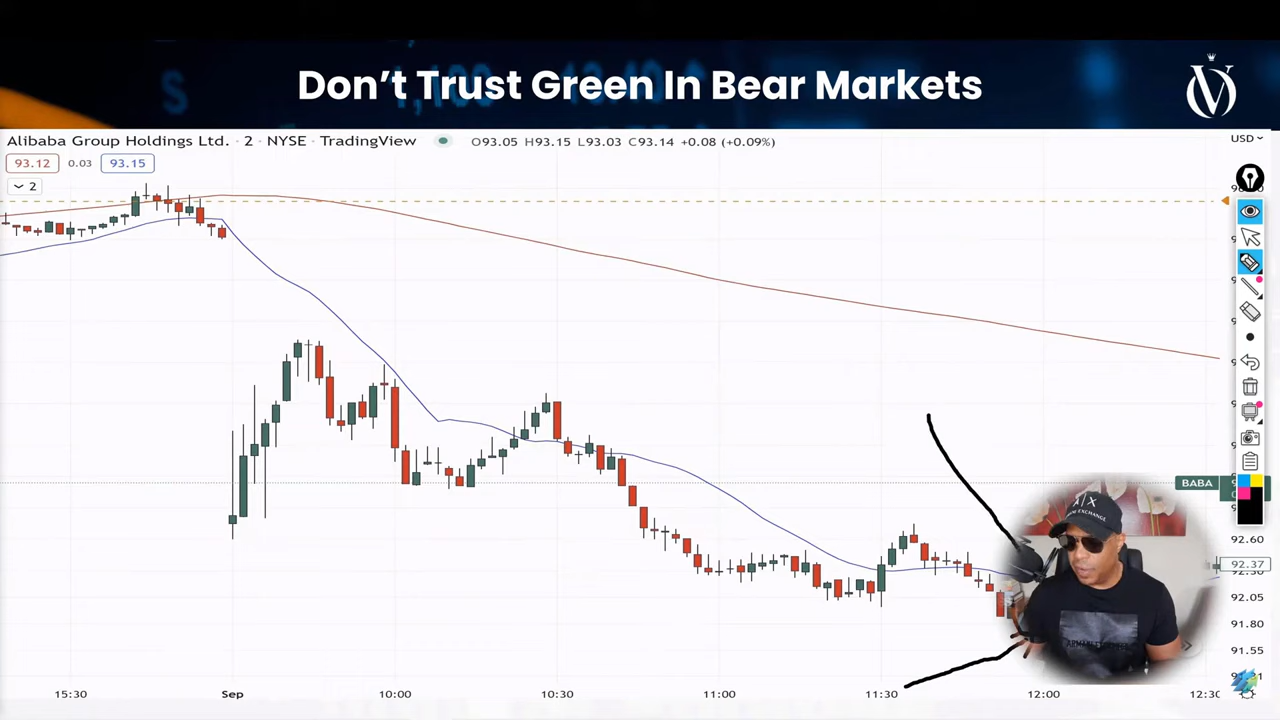 Don't Trust Green In Bear Markets
Alibaba Group Holdings Ltd. · 2 · NYSE · TradingView O93.05 H93.15 L93.03 C93.14 +0.08 (+0.09%)
USD
93.12 0.03 93.15
2
BABA
92.60
92.37
92.05
91.80
91.55
15:30 Sep 10:00 10:30 11:00 11:30 12:00 12:30
A|X